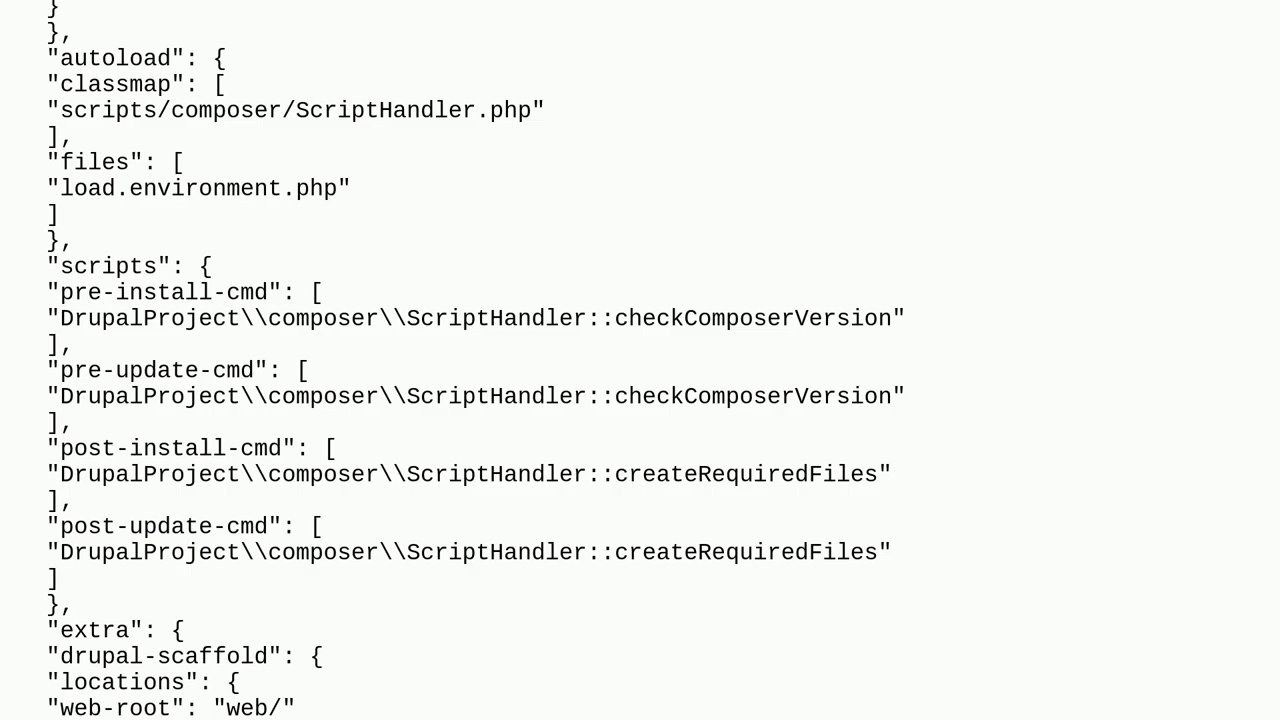 }
},
"autoload": {
"classmap": [
"scripts/composer/ScriptHandler.php"
],
"files": [
"load.environment.php"
]
},
"scripts": {
"pre-install-cmd": [
"DrupalProject\\composer\\ScriptHandler::checkComposerVersion"
],
"pre-update-cmd": [
"DrupalProject\\composer\\ScriptHandler::checkComposerVersion"
],
"post-install-cmd": [
"DrupalProject\\composer\\ScriptHandler::createRequiredFiles"
],
"post-update-cmd": [
"DrupalProject\\composer\\ScriptHandler::createRequiredFiles"
]
},
"extra": {
"drupal-scaffold": {
"locations": {
"web-root": "web/"